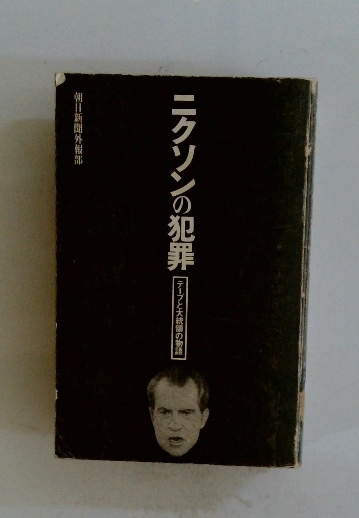 ニクソンの犯罪
テープと大統領の物語
朝日新聞外報部